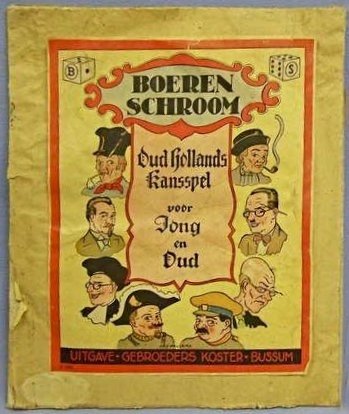 B
S
BOEREN
SCHROOM
Oud Hollands
Kansspel
voor
Jong
en
Oud
UITGAVE · GEBROEDERS KOSTER · BUSSUM